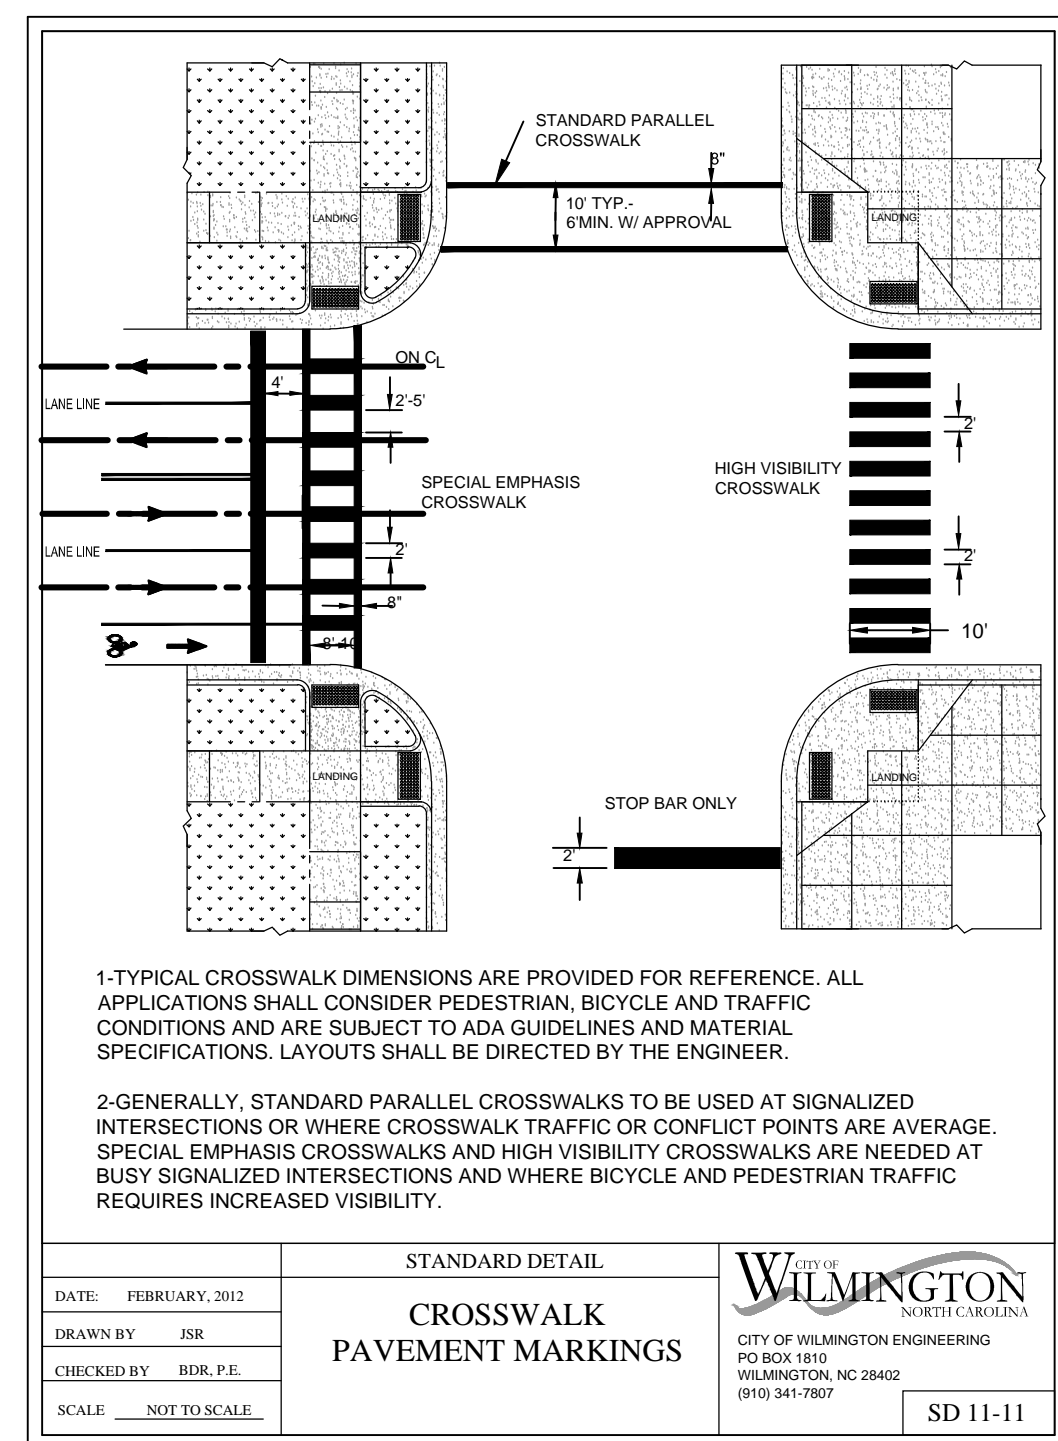 STANDARD PARALLEL
CROSSWALK
8"
10' TYP.-
6'MIN. W/ APPROVAL
LANDING
LANDING
ON CL
4'
LANE LINE
2'-5'
2'
SPECIAL EMPHASIS
CROSSWALK
HIGH VISIBILITY
CROSSWALK
LANE LINE
2'
2'
8"
8'-10
10'
LANDING
LANDING
STOP BAR ONLY
2'
1-TYPICAL CROSSWALK DIMENSIONS ARE PROVIDED FOR REFERENCE. ALL
APPLICATIONS SHALL CONSIDER PEDESTRIAN, BICYCLE AND TRAFFIC
CONDITIONS AND ARE SUBJECT TO ADA GUIDELINES AND MATERIAL
SPECIFICATIONS. LAYOUTS SHALL BE DIRECTED BY THE ENGINEER.
2-GENERALLY, STANDARD PARALLEL CROSSWALKS TO BE USED AT SIGNALIZED
INTERSECTIONS OR WHERE CROSSWALK TRAFFIC OR CONFLICT POINTS ARE AVERAGE.
SPECIAL EMPHASIS CROSSWALKS AND HIGH VISIBILITY CROSSWALKS ARE NEEDED AT
BUSY SIGNALIZED INTERSECTIONS AND WHERE BICYCLE AND PEDESTRIAN TRAFFIC
REQUIRES INCREASED VISIBILITY.
STANDARD DETAIL
CROSSWALK
PAVEMENT MARKINGS
DATE: FEBRUARY, 2012
DRAWN BY JSR
CHECKED BY BDR, P.E.
SCALE NOT TO SCALE
CITY OF
WILMINGTON
NORTH CAROLINA
CITY OF WILMINGTON ENGINEERING
PO BOX 1810
WILMINGTON, NC 28402
(910) 341-7807
SD 11-11